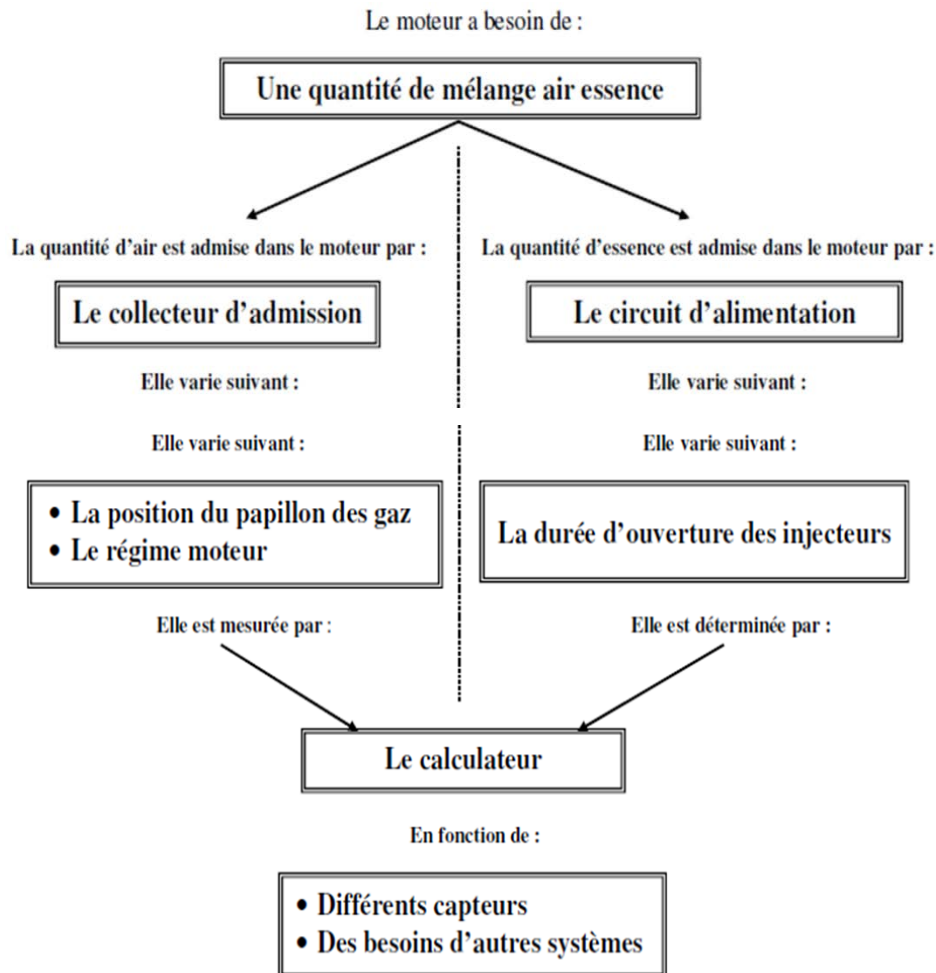 Le moteur a besoin de :
Une quantité de mélange air essence
La quantité d'air est admise dans le moteur par :
Le collecteur d'admission
Elle varie suivant :
La quantité d'essence est admise dans le moteur par :
Le circuit d'alimentation
Elle varie suivant :
Elle varie suivant :
• La position du papillon des gaz
• Le régime moteur
Elle est mesurée par :
Elle varie suivant :
La durée d'ouverture des injecteurs
Elle est déterminée par :
Le calculateur
En fonction de :
• Différents capteurs
• Des besoins d'autres systèmes